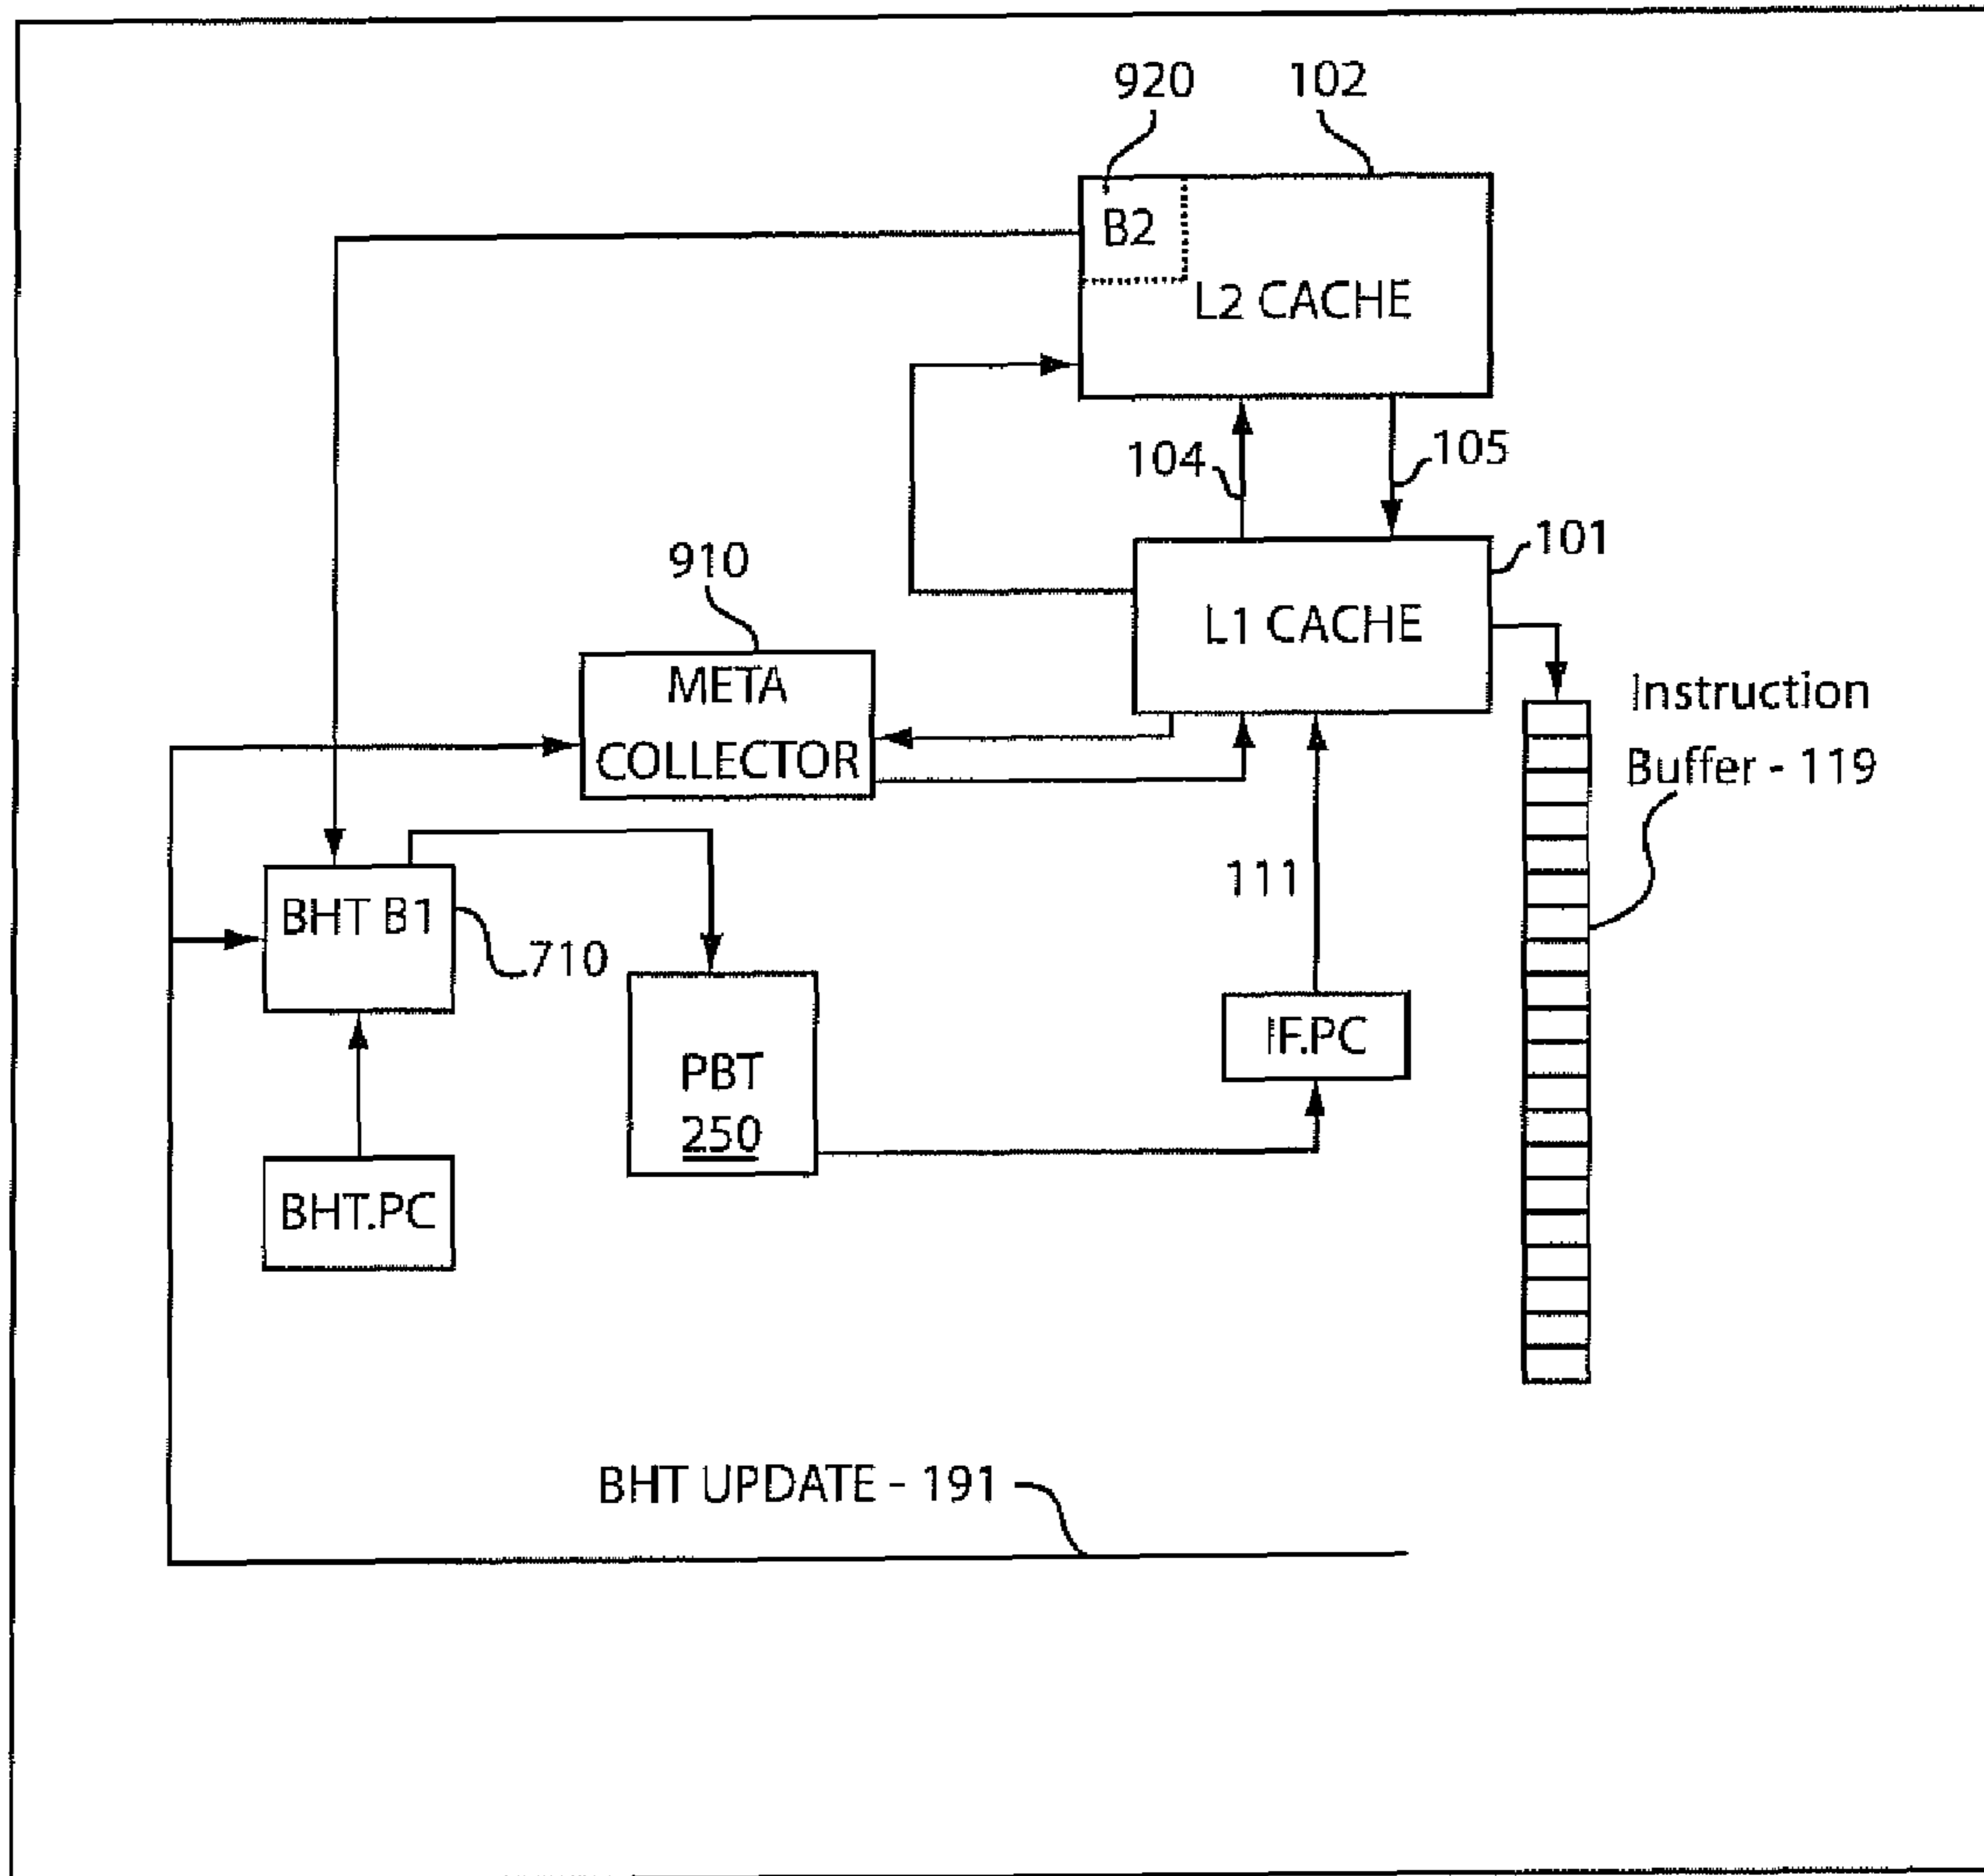 920
102
B2
L2 CACHE
104
105
101
910
L1 CACHE
META
COLLECTOR
Instruction
Buffer - 119
111
BHT B1
710
IF.PC
PBT
250
BHT.PC
BHT UPDATE - 191